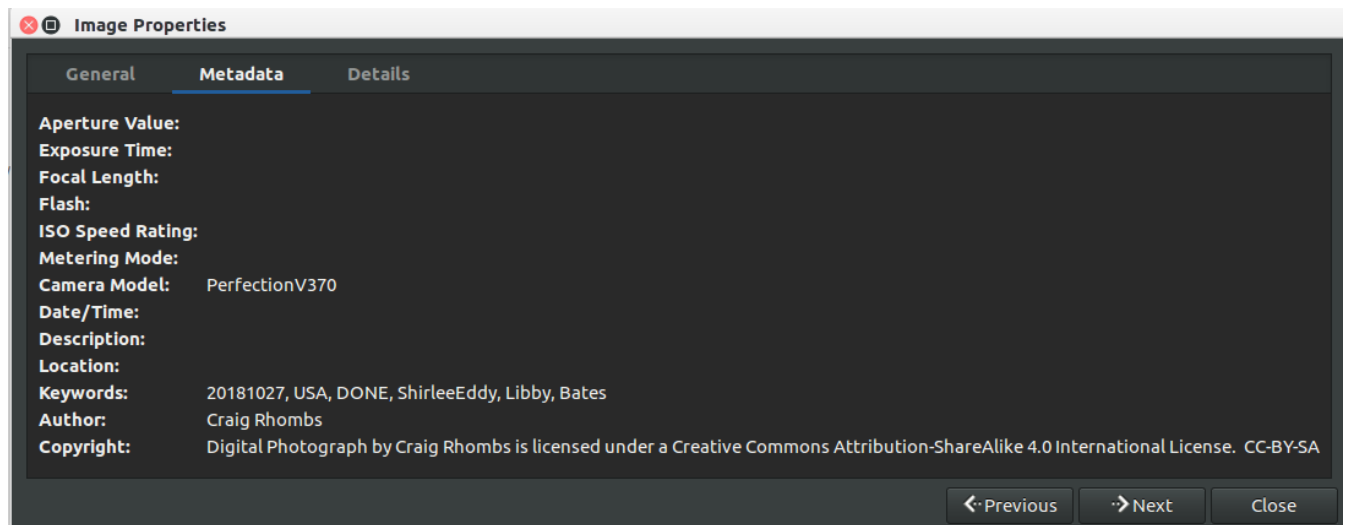 Image Properties
General Metadata Details
Aperture Value:
Exposure Time:
Focal Length:
Flash:
ISO Speed Rating:
Metering Mode:
Camera Model: PerfectionV370
Date/Time:
Description:
Location:
Keywords: 20181027, USA, DONE, ShirleeEddy, Libby, Bates
Author: Craig Rhombs
Copyright: Digital Photograph by Craig Rhombs is licensed under a Creative Commons Attribution-ShareAlike 4.0 International License. CC-BY-SA
Previous Next Close